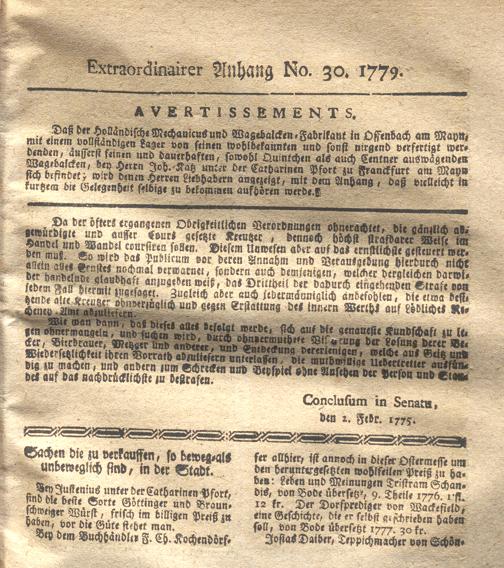 Extraordinairer Anhang No. 30. 1779.
AVERTISSEMENTS.
Daß der Holländische Mechanicus und Wagebalcken-Fabrikant in Offenbach am Mayn,
mit einem vollständigen Lager von seinen wohlbekannten und sonst nirgend verfertigt wer-
denden, äusserst feinen und dauerhaften, sowohl Quintchen als auch Centner auswägenden
Wagebalcken, bey Herrn Joh. Katz unter der Catharinen Pfort zu Franckfurt am Mayn
sich befindet; wird denen Herren Liebhabern angezeigt, mit dem Anhang, daß vielleicht in
kurtzem die Gelegenheit selbige zu bekommen aufhören werde.
Da der öfters ergangenen Obrigkeitlichen Verordnungen ohnerachtet, die gänzlich ab-
gewürdigte und ausser Cours gesetzte Kreutzer, dennoch höchst strafbarer Weise im
Handel und Wandel coursiren sollen. Diesem Unwesen aber auf das ernstlichste gesteuert wer-
den muß. So wird das Publicum vor deren Annahm und Verausgebung hierdurch nicht
allein alles Ernstes nochmal verwarnet, sondern auch demjenigen, welcher dergleichen darwi-
der handelnde glaubhaft anzugeben weiß, das Drittheil der dadurch eingehenden Strafe von
jedem Fall hiermit zugesaget. Zugleich aber auch jedermänniglich anbefohlen, die etwa besi-
tzende alte Kreutzer ohnverzüglich und gegen Erstattung des innern Werths auf Löbliches Re-
cheney-Amt abzuliefern.
Wie man dann, daß dieses alles befolgt werde, sich auf die genaueste Kundschaft zu le-
gen ohnermangeln, und suchen wird, durch ohnvermuthete der Losung derer Be-
cker, Bierbrauer, Metzger und anderer, und Entdeckung dererjenigen, welche aus Geitz und
Wiedersetzlichkeit ihren Vorrath abzuliefern unterlassen, die muthwillige Uebertretter ausfün-
dig zu machen, und andern zum Schrecken und Beyspiel ohne Ansehen der Person und Stan-
des auf das nachdrücklichste zu bestrafen.
Conclusum in Senatu,
den 2. Febr. 1775.
Sachen die zu verkauffen, so beweg-als
unbeweglich sind, in der Stadt.
Bey Justenius unter der Catharinen Pfort,
sind die beste Sorte Göttinger und Braun-
schweiger Würst, frisch im billigen Preiß zu
haben, vor die Güte stehet man.
Bey dem Buchhändler F. Ch. Kochendörf-
fer allhier, ist annoch in dieser Ostermesse um
den heruntergesetzten wohlfeilen Preiß zu ha-
ben: Leben und Meinungen Tristram Schan-
dis, von Bode übersetz, 9. Theile 1776. 1 fl.
12 kr. Der Dorfprediger von Wackefield,
eine Geschichte, die er selbst geschrieben haben
soll, von Bode übersetzt 1777. 30 kr.
Josias Daiber, Teppichmacher von Schön-